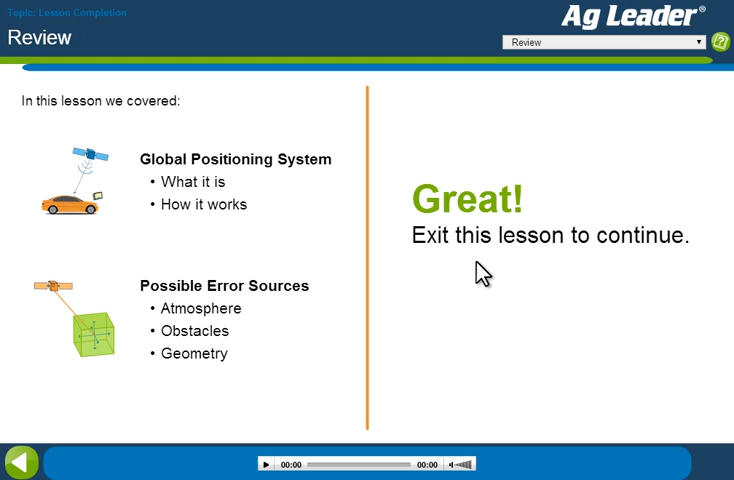 Topic: Lesson Completion
Ag Leader®
Review
Review
In this lesson we covered:
Global Positioning System
• What it is
• How it works
Possible Error Sources
• Atmosphere
• Obstacles
• Geometry
Great!
Exit this lesson to continue.
00:00 00:00